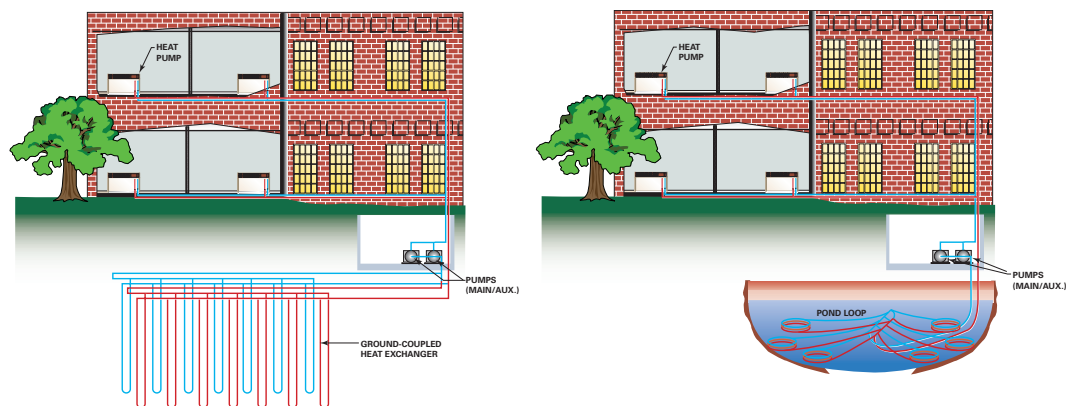 HEAT
PUMP
PUMPS
(MAIN/AUX.)
GROUND-COUPLED
HEAT EXCHANGER
HEAT
PUMP
PUMPS
(MAIN/AUX.)
POND LOOP